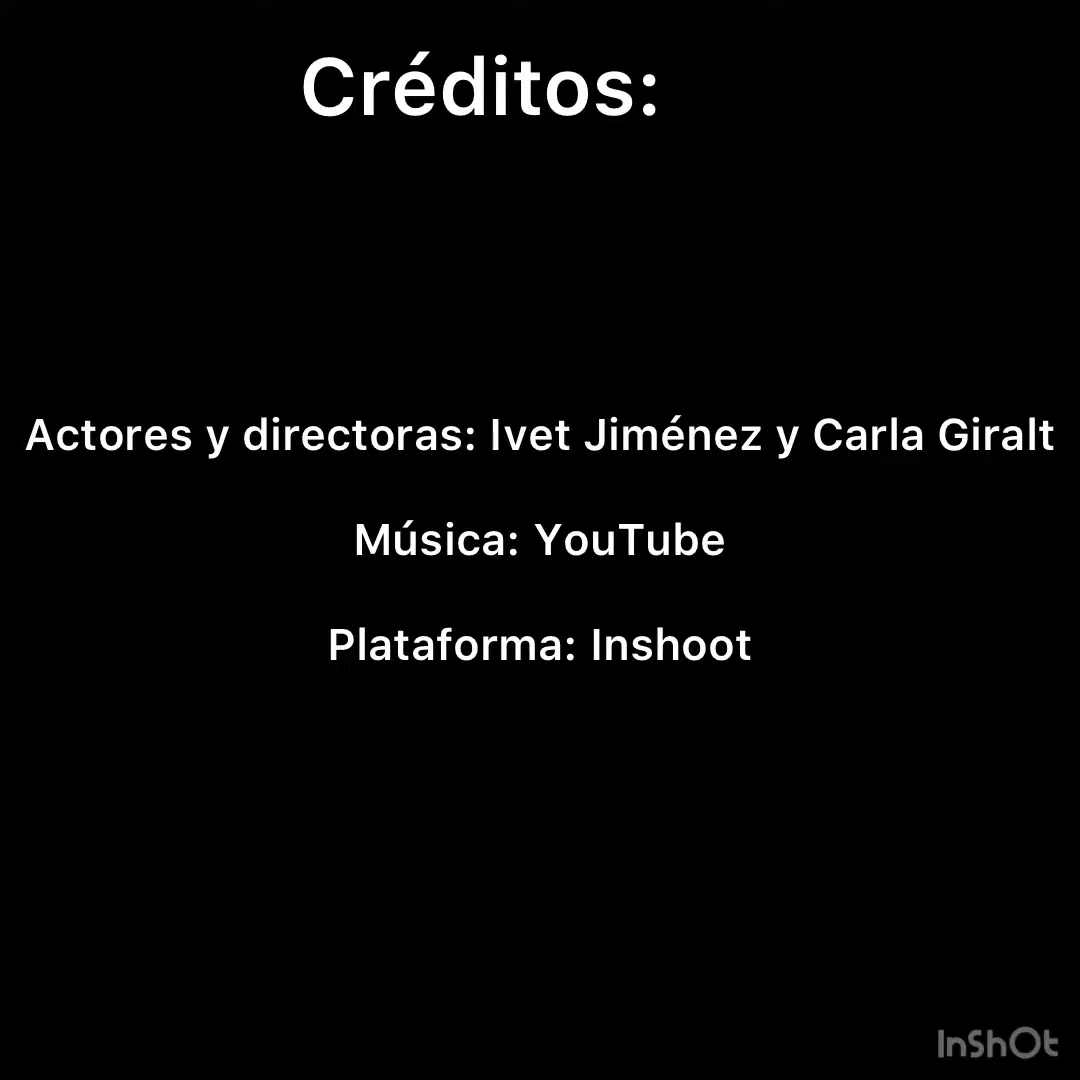 Créditos:
Actores y directoras: Ivet Jiménez y Carla Giralt
Música: YouTube
Plataforma: Inshoot
InShOt